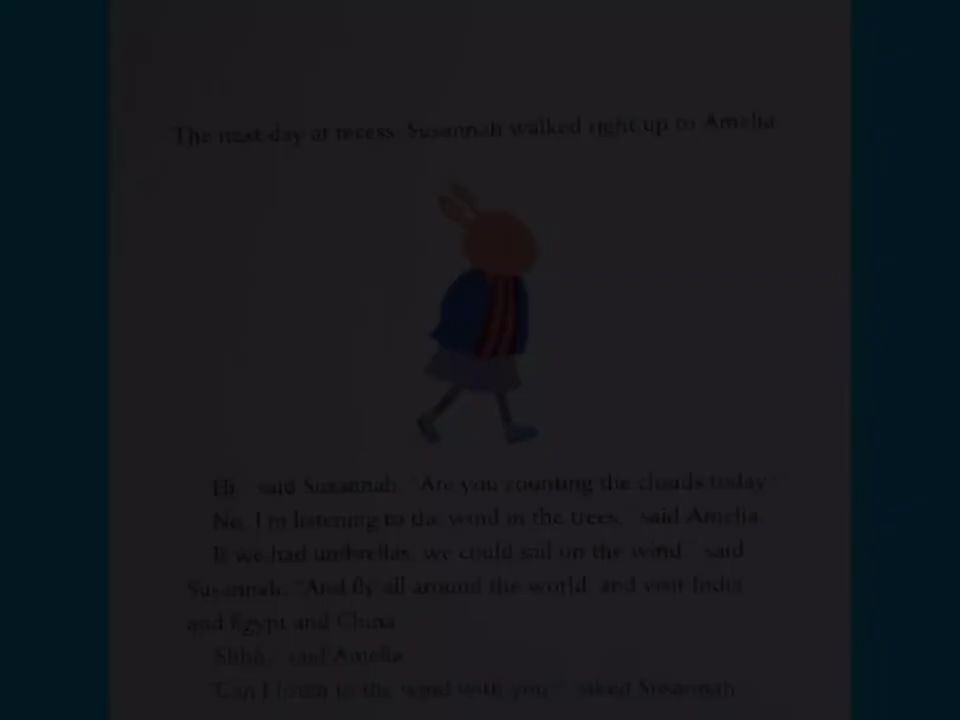 The next day at recess, Susannah walked right up to Amelia.
"Hi," said Susannah. "Are you counting the clouds today?"
"No, I'm listening to the wind in the trees," said Amelia.
"If we had umbrellas, we could sail on the wind," said
Susannah. "And fly all around the world, and visit India
and Egypt and China."
"Shhh," said Amelia.
"Can I listen to the wind with you?" asked Susannah.